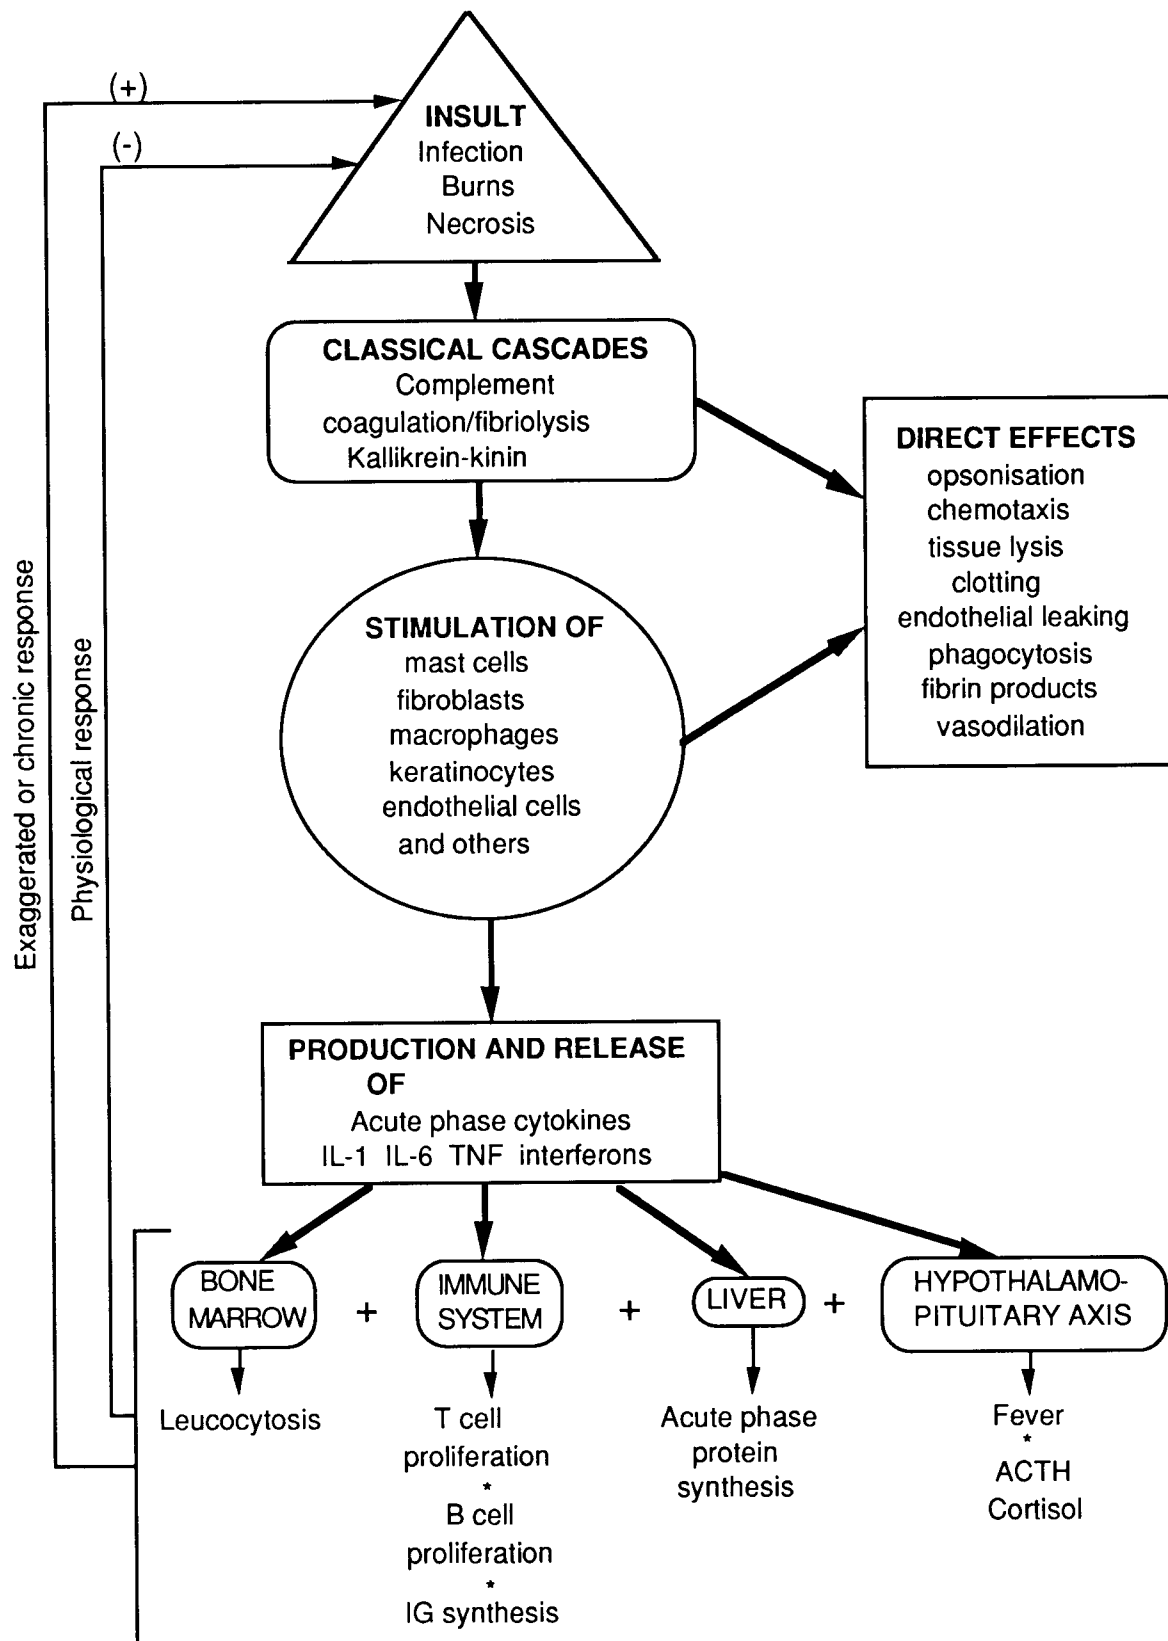 (+)
(-)
INSULT
Infection
Burns
Necrosis
CLASSICAL CASCADES
Complement
coagulation/fibriolysis
Kallikrein-kinin
DIRECT EFFECTS
opsonisation
chemotaxis
tissue lysis
clotting
endothelial leaking
phagocytosis
fibrin products
vasodilation
STIMULATION OF
mast cells
fibroblasts
macrophages
keratinocytes
endothelial cells
and others
Exaggerated or chronic response
Physiological response
PRODUCTION AND RELEASE
OF
Acute phase cytokines
IL-1 IL-6 TNF interferons
BONE
MARROW
+
IMMUNE
SYSTEM
+
LIVER
+
HYPOTHALAMO-
PITUITARY AXIS
Leucocytosis
T cell
proliferation
*
B cell
proliferation
*
IG synthesis
Acute phase
protein
synthesis
Fever
*
ACTH
Cortisol